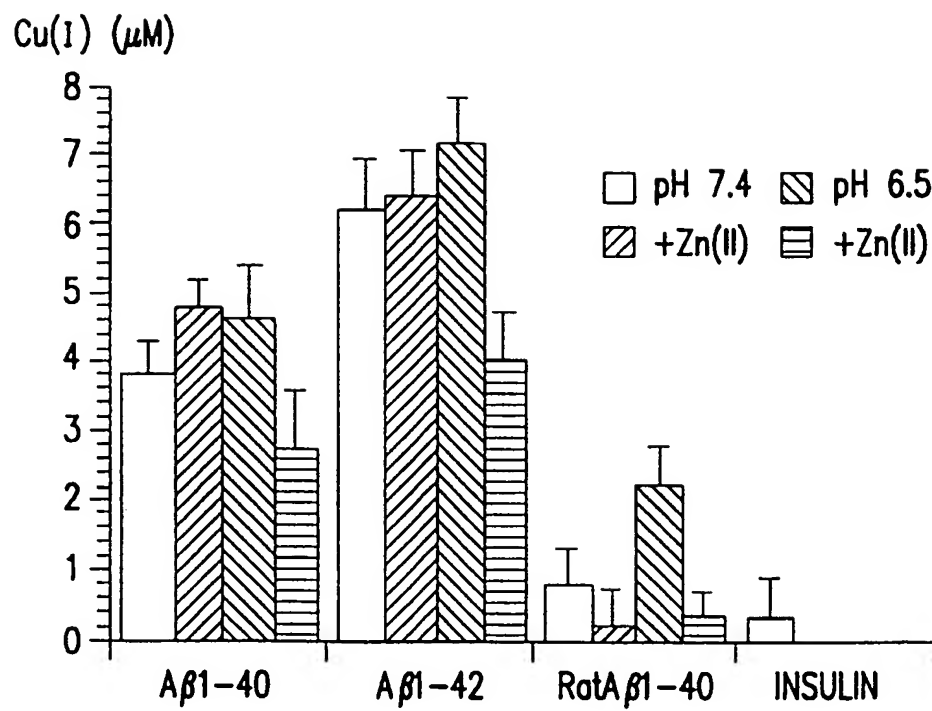 Cu(I) (μM)
8
7
6
5
4
3
2
1
0
pH 7.4 pH 6.5
+Zn(II) +Zn(II)
Aβ1-40 Aβ1-42 RatAβ1-40 INSULIN